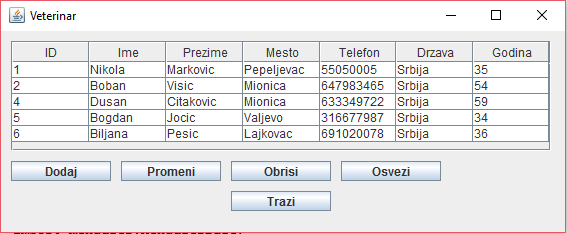 Veterinar
ID Ime Prezime Mesto Telefon Drzava Godina
1 Nikola Markovic Pepeljevac 55050005 Srbija 35
2 Boban Visic Mionica 647983465 Srbija 54
4 Dusan Citakovic Mionica 633349722 Srbija 59
5 Bogdan Jocic Valjevo 316677987 Srbija 34
6 Biljana Pesic Lajkovac 691020078 Srbija 36
Dodaj Promeni Obrisi Osvezi
Trazi